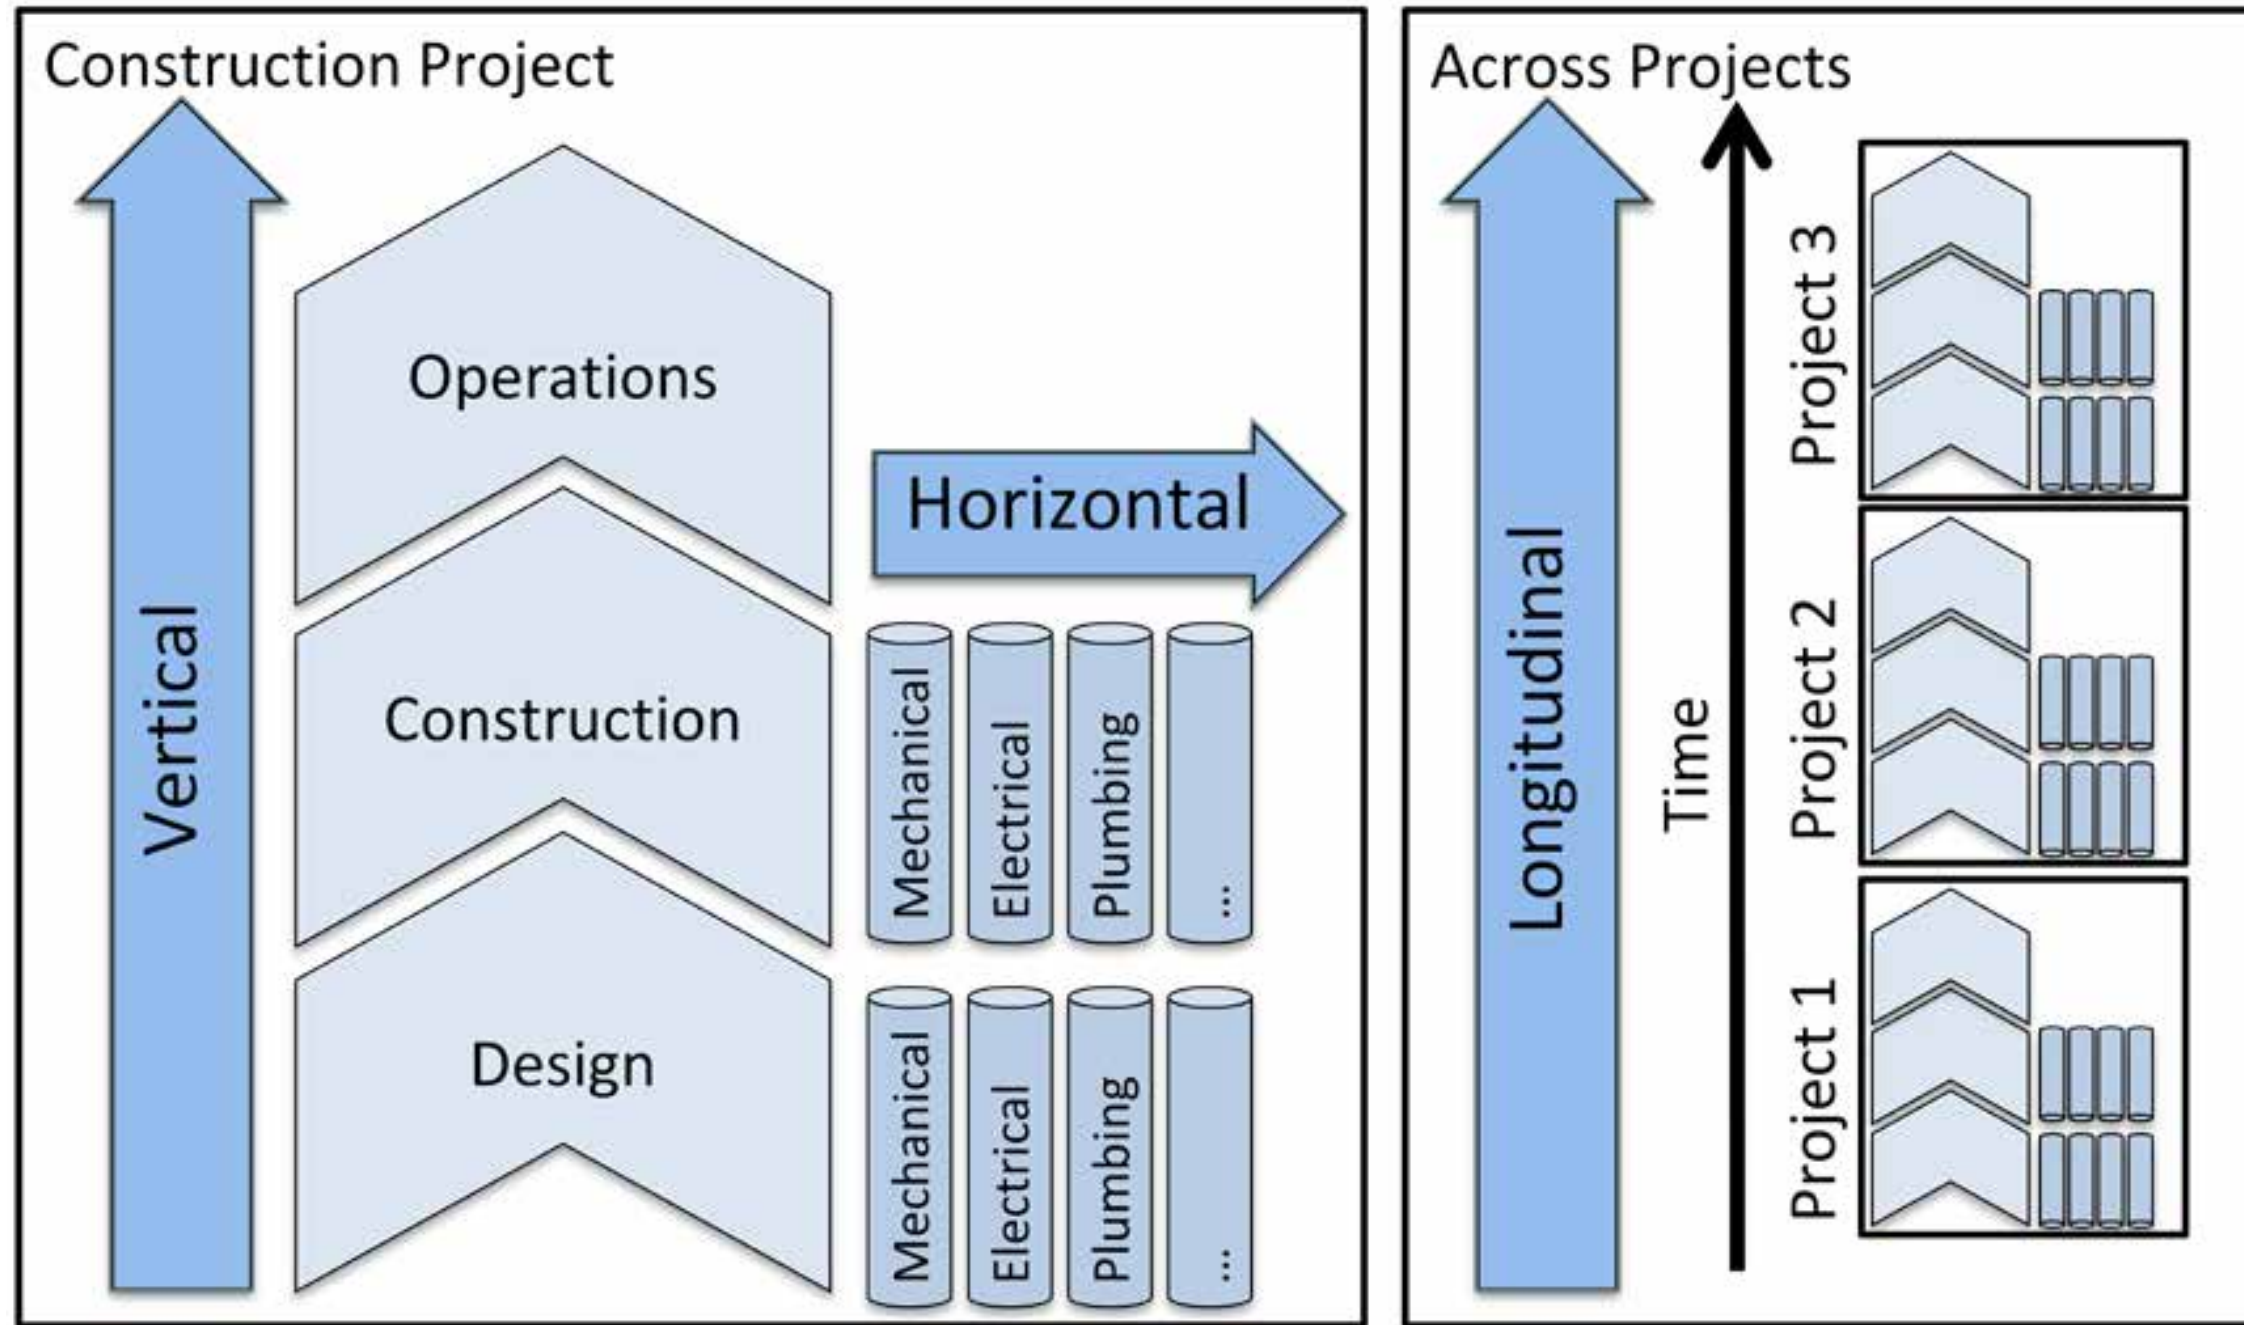 Construction Project
Vertical
Operations
Horizontal
Construction
Mechanical
Electrical
Plumbing
...
Design
Mechanical
Electrical
Plumbing
...
Across Projects
Longitudinal
Time
Project 3
Project 2
Project 1